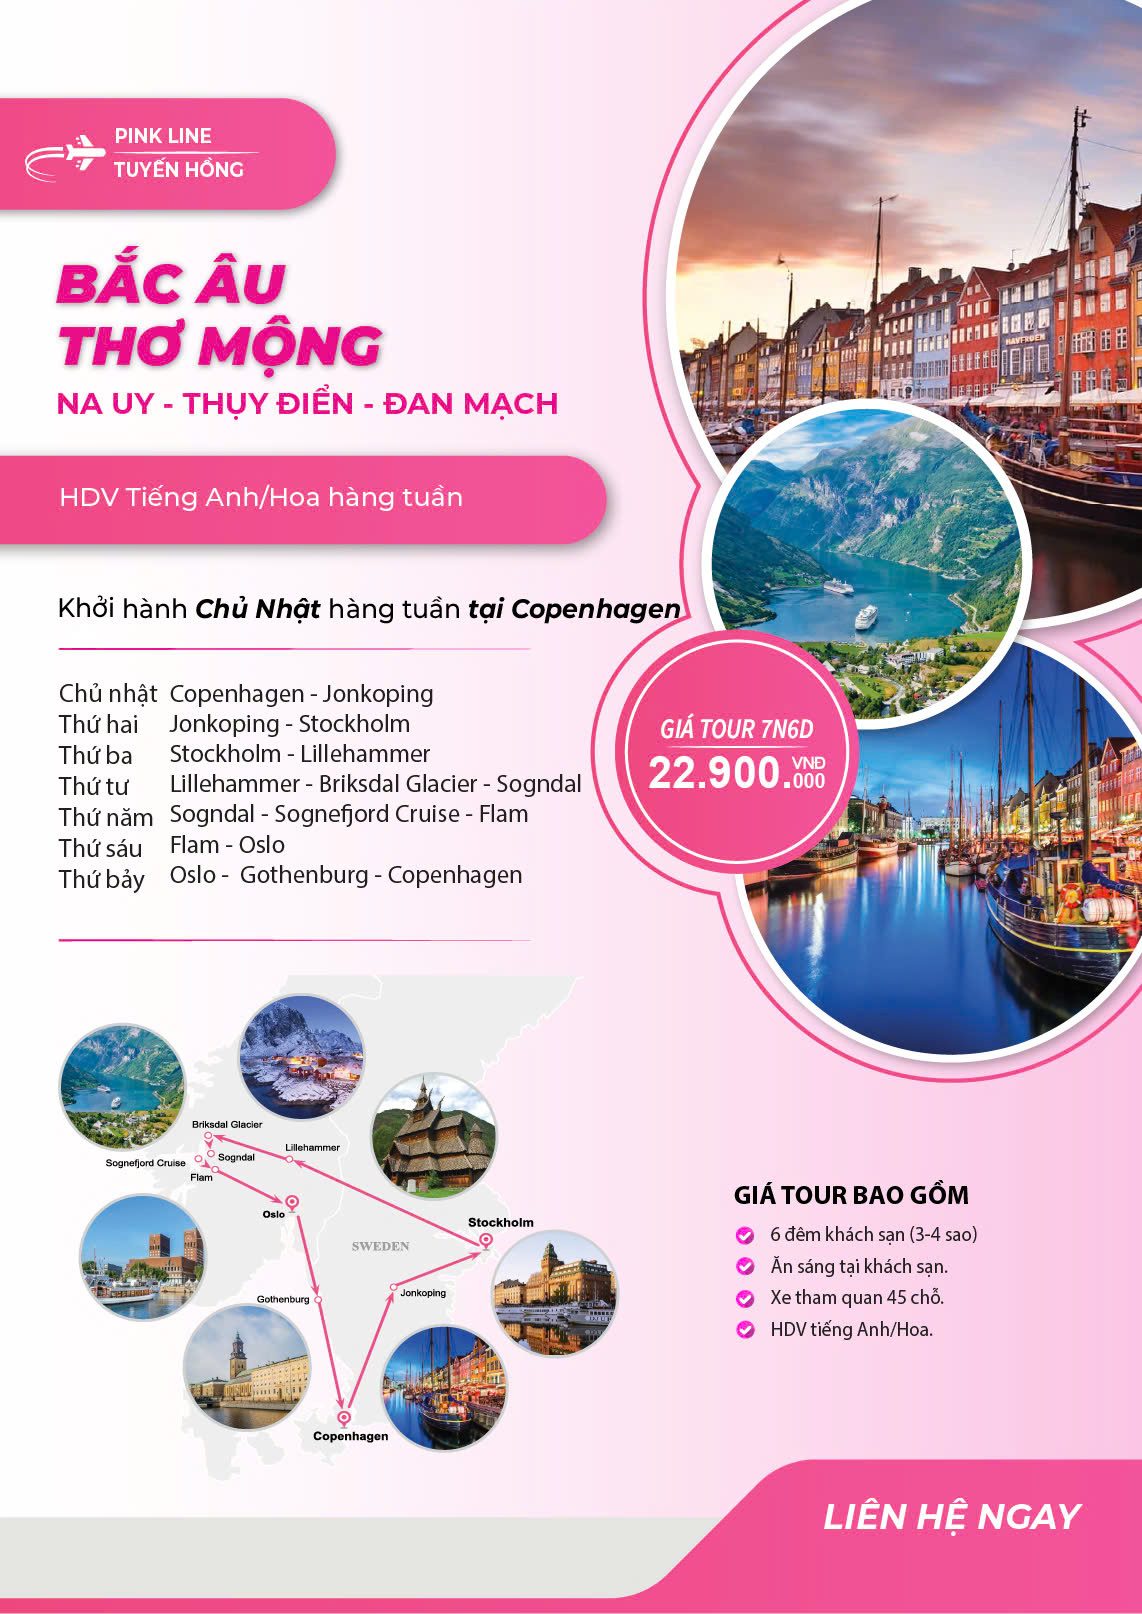 PINK LINE
TUYẾN HỒNG
BẮC ÂU
THƠ MỘNG
NA UY - THỤY ĐIỂN - ĐAN MẠCH
HDV Tiếng Anh/Hoa hàng tuần
Khởi hành Chủ Nhật hàng tuần tại Copenhagen
Chủ nhật Copenhagen - Jonkoping
Thứ hai Jonkoping - Stockholm
Thứ ba Stockholm - Lillehammer
Thứ tư Lillehammer - Briksdal Glacier - Sogndal
Thứ năm Sogndal - Sognefjord Cruise - Flam
Thứ sáu Flam - Oslo
Thứ bảy Oslo - Gothenburg - Copenhagen
GIÁ TOUR 7N6D
22.900.000 VNĐ
HAVFRUEN
Briksdal Glacier
Lillehammer
Sognefjord Cruise
Sogndal
Flam
Oslo
Stockholm
SWEDEN
Gothenburg
Jonkoping
Copenhagen
GIÁ TOUR BAO GỒM
6 đêm khách sạn (3-4 sao)
Ăn sáng tại khách sạn.
Xe tham quan 45 chỗ.
HDV tiếng Anh/Hoa.
LIÊN HỆ NGAY